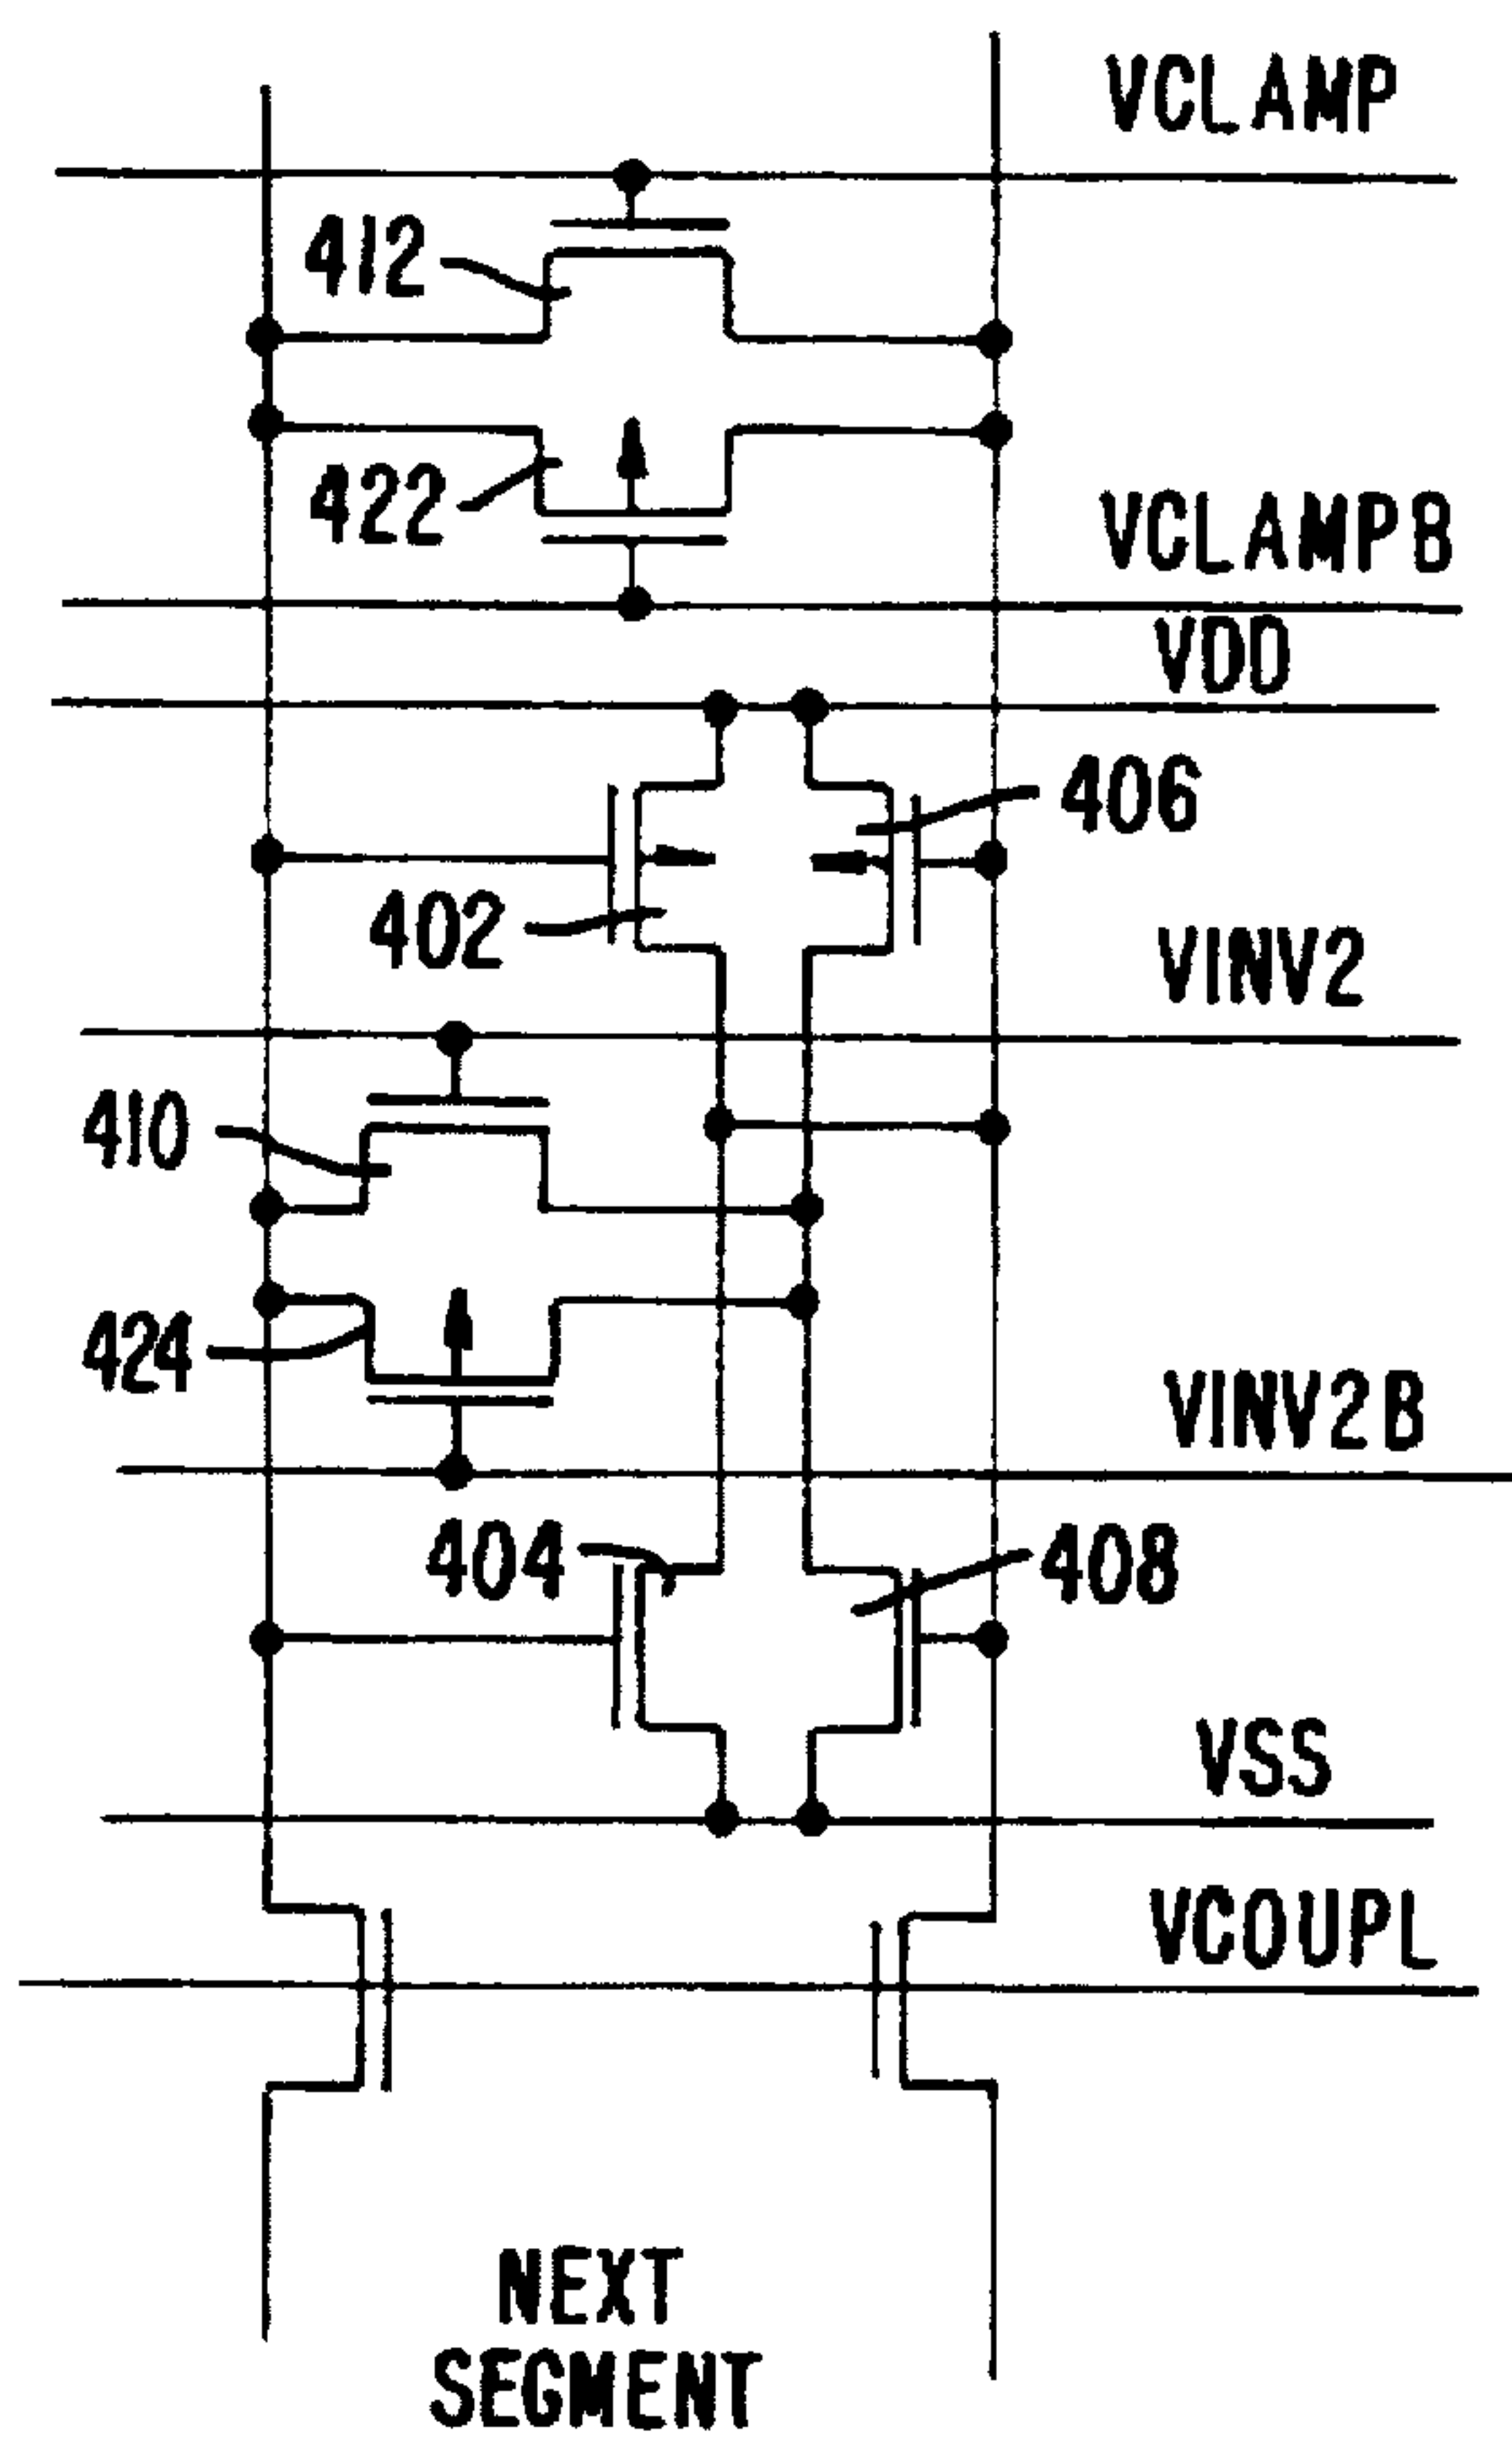 VCLAMP
412
422
VCLAMPB
VDD
406
402
VINV2
410
424
VINV2B
404
408
VSS
VCOUPL
NEXT
SEGMENT